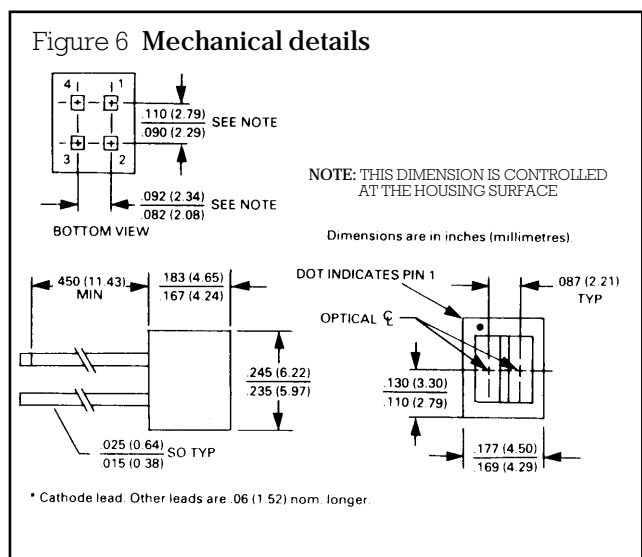 Figure 6 Mechanical details
4 1
.110 (2.79)
.090 (2.29)
SEE NOTE
3 2
.092 (2.34)
.082 (2.08)
SEE NOTE
BOTTOM VIEW
NOTE: THIS DIMENSION IS CONTROLLED
AT THE HOUSING SURFACE
Dimensions are in inches (millimetres).
450 (11.43)
MIN
.183 (4.65)
.167 (4.24)
.245 (6.22)
.235 (5.97)
.025 (0.64)
.015 (0.38)
SO TYP
DOT INDICATES PIN 1
.087 (2.21)
TYP
OPTICAL ℄
.130 (3.30)
.110 (2.79)
.177 (4.50)
.169 (4.29)
* Cathode lead. Other leads are .06 (1.52) nom. longer.